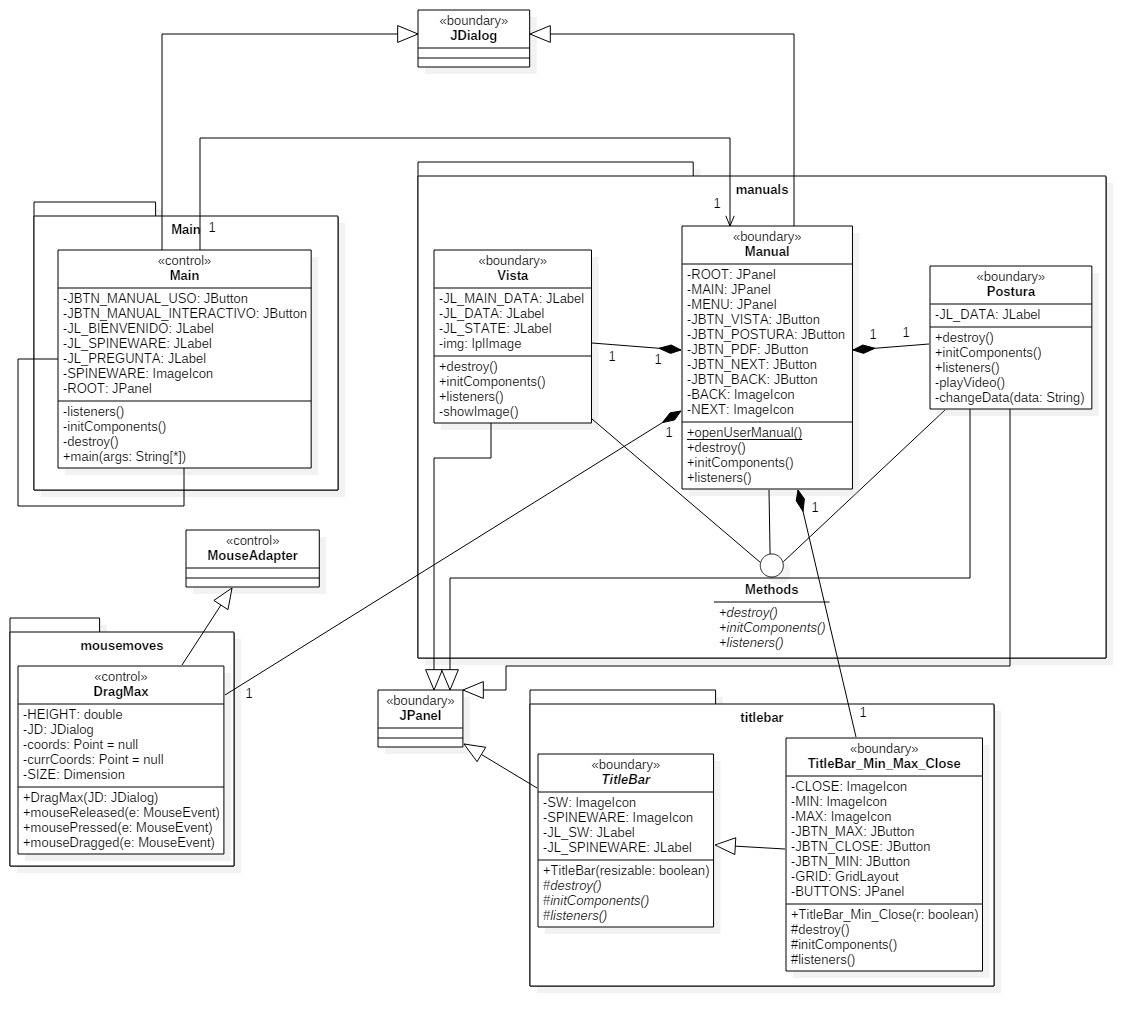 «boundary»
JDialog
manuals
1
Main
1
«control»
Main
-JBTN_MANUAL_USO: JButton
-JBTN_MANUAL_INTERACTIVO: JButton
-JL_BIENVENIDO: JLabel
-JL_SPINEWARE: JLabel
-JL_PREGUNTA: JLabel
-SPINEWARE: ImageIcon
-ROOT: JPanel
-listeners()
-initComponents()
-destroy()
+main(args: String[*])
«boundary»
Vista
-JL_MAIN_DATA: JLabel
-JL_DATA: JLabel
-JL_STATE: JLabel
-img: IplImage
+destroy()
+initComponents()
+listeners()
-showImage()
1
1
«boundary»
Manual
-ROOT: JPanel
-MAIN: JPanel
-MENU: JPanel
-JBTN_VISTA: JButton
-JBTN_POSTURA: JButton
-JBTN_PDF: JButton
-JBTN_NEXT: JButton
-JBTN_BACK: JButton
-BACK: ImageIcon
-NEXT: ImageIcon
+openUserManual()
+destroy()
+initComponents()
+listeners()
1
1
«boundary»
Postura
-JL_DATA: JLabel
+destroy()
+initComponents()
+listeners()
-playVideo()
-changeData(data: String)
1
1
Methods
+destroy()
+initComponents()
+listeners()
«control»
MouseAdapter
mousemoves
«control»
DragMax
-HEIGHT: double
-JD: JDialog
-coords: Point = null
-currCoords: Point = null
-SIZE: Dimension
+DragMax(JD: JDialog)
+mouseReleased(e: MouseEvent)
+mousePressed(e: MouseEvent)
+mouseDragged(e: MouseEvent)
1
«boundary»
JPanel
titlebar
1
«boundary»
TitleBar
-SW: ImageIcon
-SPINEWARE: ImageIcon
-JL_SW: JLabel
-JL_SPINEWARE: JLabel
+TitleBar(resizable: boolean)
#destroy()
#initComponents()
#listeners()
«boundary»
TitleBar_Min_Max_Close
-CLOSE: ImageIcon
-MIN: ImageIcon
-MAX: ImageIcon
-JBTN_MAX: JButton
-JBTN_CLOSE: JButton
-JBTN_MIN: JButton
-GRID: GridLayout
-BUTTONS: JPanel
+TitleBar_Min_Close(r: boolean)
#destroy()
#initComponents()
#listeners()